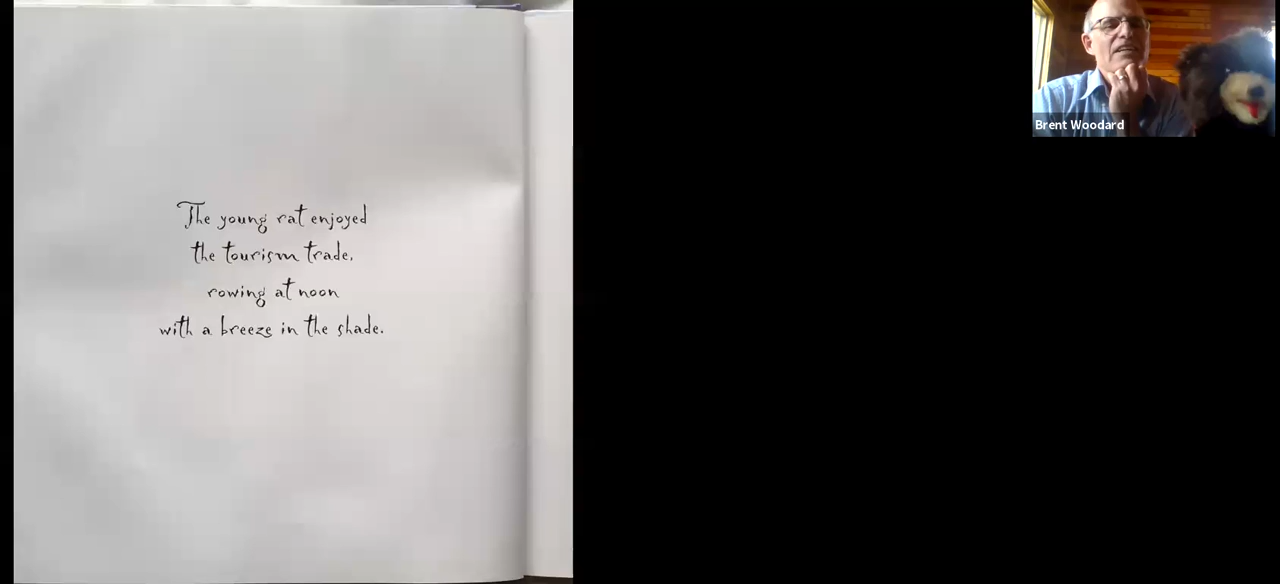 The young rat enjoyed
the tourism trade,
rowing at noon
with a breeze in the shade.
Brent Woodard